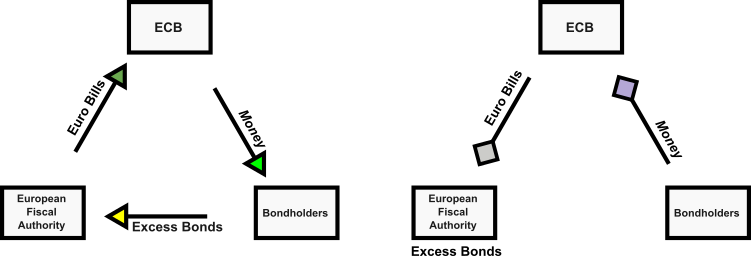 ECB
Euro Bills
Money
European
Fiscal
Authority
Excess Bonds
Bondholders
ECB
Euro Bills
Money
European
Fiscal
Authority
Excess Bonds
Bondholders